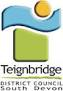 Teignbridge
DISTRICT COUNCIL
South Devon